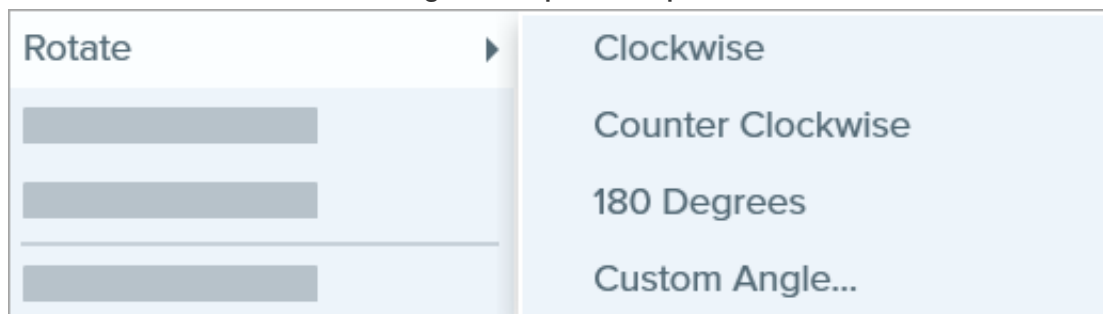 Rotate
Clockwise
Counter Clockwise
180 Degrees
Custom Angle...